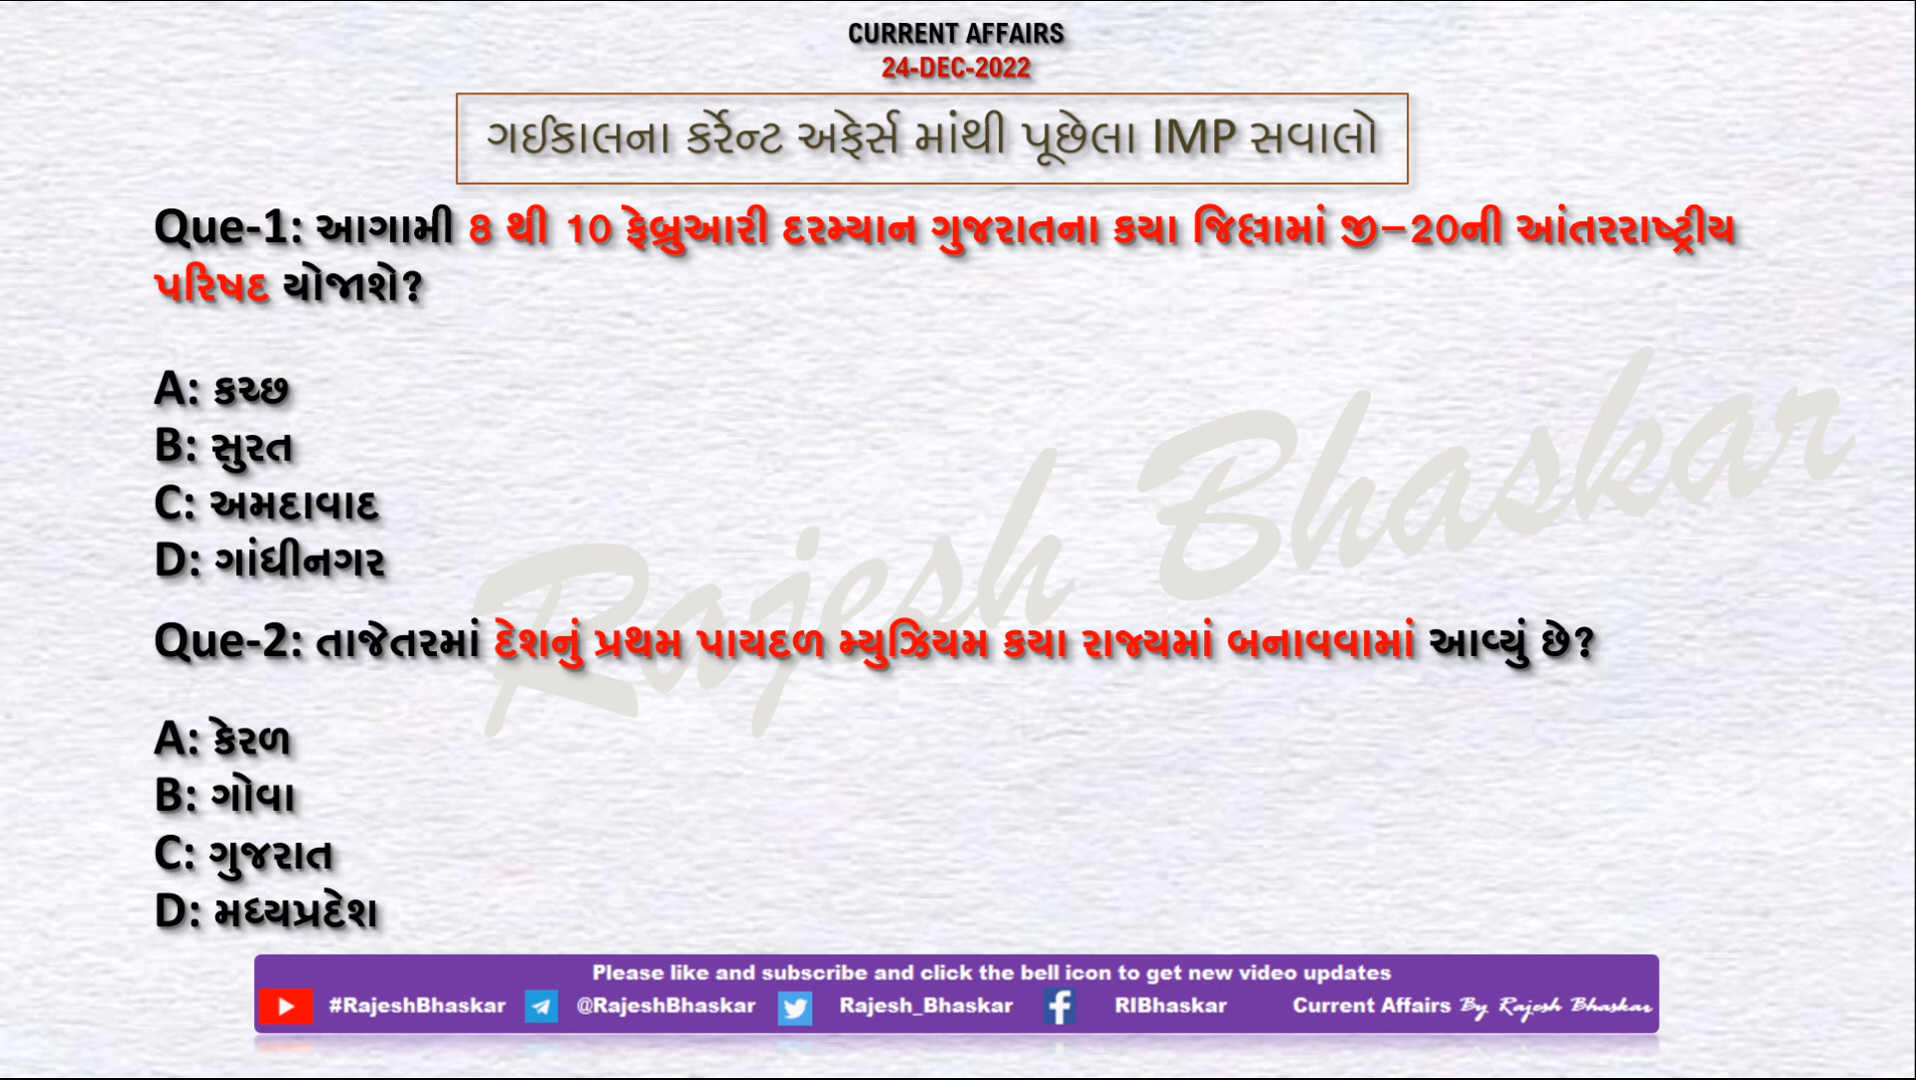 CURRENT AFFAIRS
24-DEC-2022
ગઈકાલના કર્રેન્ટ અફેર્સ માંથી પૂછેલા IMP સવાલો
Que-1: આગામી 8 થી 10 ફેબ્રુઆરી દરમ્યાન ગુજરાતના કયા જિલ્લામાં જી-20ની આંતરરાષ્ટ્રીય
પરિષદ યોજાશે?
A: કચ્છ
B: સુરત
C: અમદાવાદ
D: ગાંધીનગર
Rajesh Bhaskar
Que-2: તાજેતરમાં દેશનું પ્રથમ પાયદળ મ્યુઝિયમ કયા રાજ્યમાં બનાવવામાં આવ્યું છે?
A: કેરળ
B: ગોવા
C: ગુજરાત
D: મધ્યપ્રદેશ
Please like and subscribe and click the bell icon to get new video updates
#RajeshBhaskar @RajeshBhaskar Rajesh_Bhaskar RIBhaskar Current Affairs By Rajesh Bhaskar